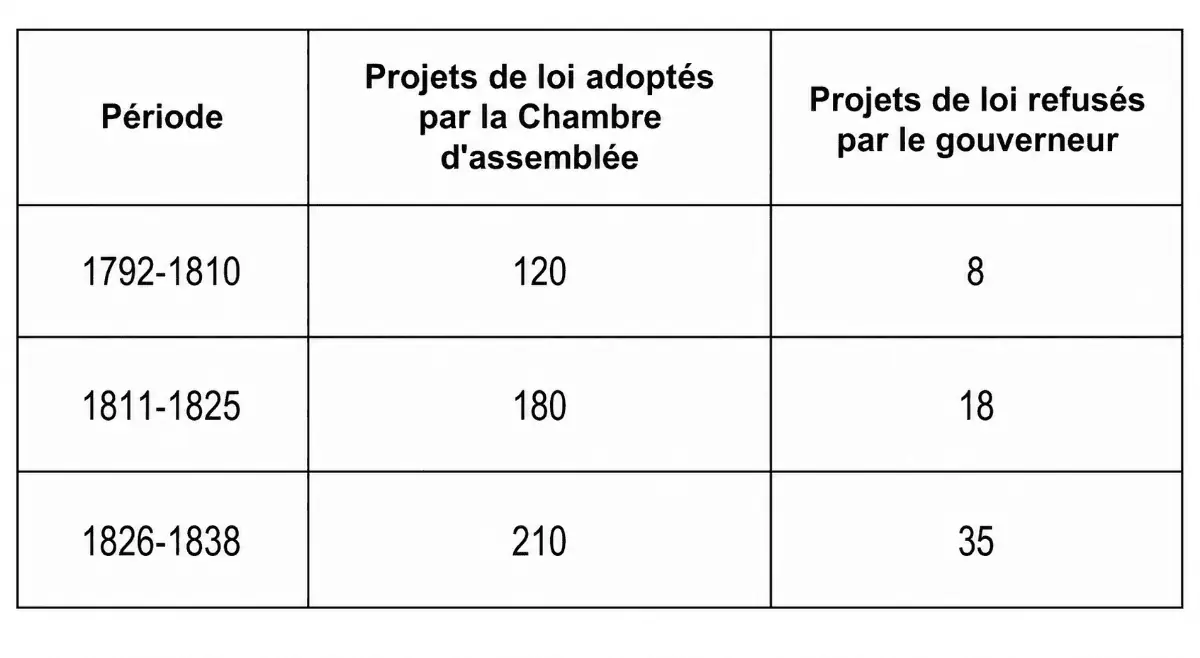 Période
Projets de loi adoptés
par la Chambre
d'assemblée
Projets de loi refusés
par le gouverneur
1792-1810
120
8
1811-1825
180
18
1826-1838
210
35